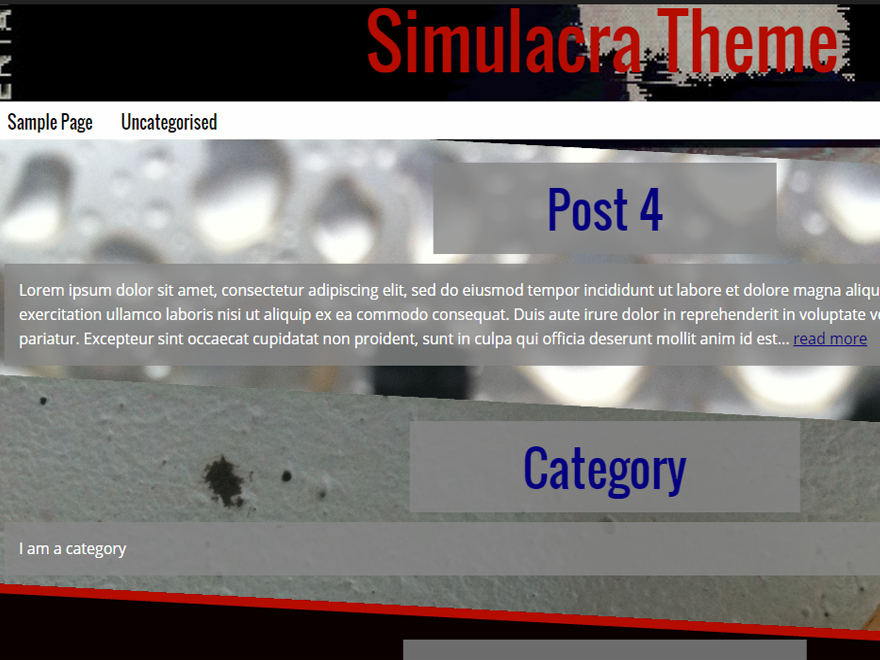 Simulacra Theme
Sample Page Uncategorised
Post 4
Lorem ipsum dolor sit amet, consectetur adipiscing elit, sed do eiusmod tempor incididunt ut labore et dolore magna
exercitation ullamco laboris nisi ut aliquip ex ea commodo consequat. Duis aute irure dolor in reprehenderit in voluptate
pariatur. Excepteur sint occaecat cupidatat non proident, sunt in culpa qui officia deserunt mollit anim id est... read more
Category
I am a category